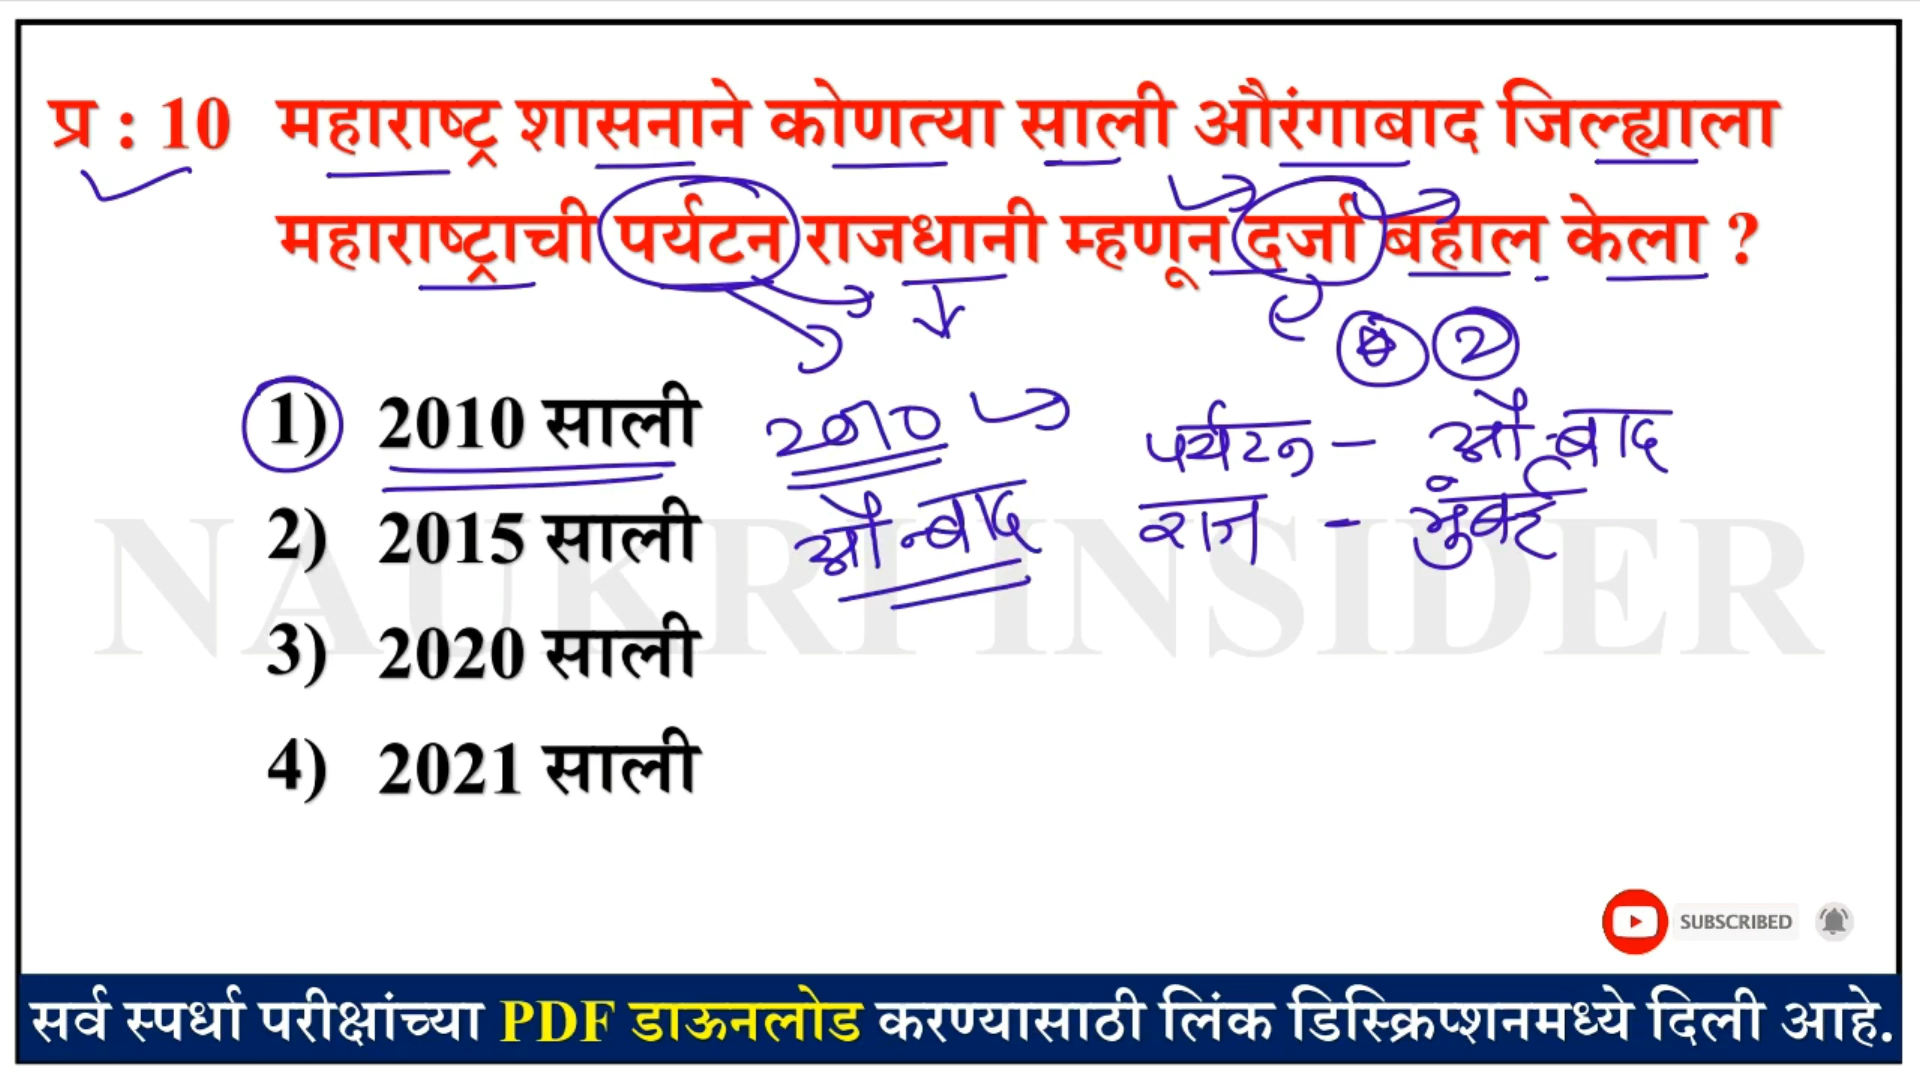 प्र : 10 महाराष्ट्र शासनाने कोणत्या साली औरंगाबाद जिल्ह्याला
महाराष्ट्राची पर्यटन राजधानी म्हणून दर्जा बहाल केला ?
2
1) 2010 साली
2010
पर्यटन - औ.बाद
2) 2015 साली
औ.बाद
राज - मुंबई
NAUKRI INSIDER
3) 2020 साली
4) 2021 साली
SUBSCRIBED
सर्व स्पर्धा परीक्षांच्या PDF डाऊनलोड करण्यासाठी लिंक डिस्क्रिप्शनमध्ये दिली आहे.